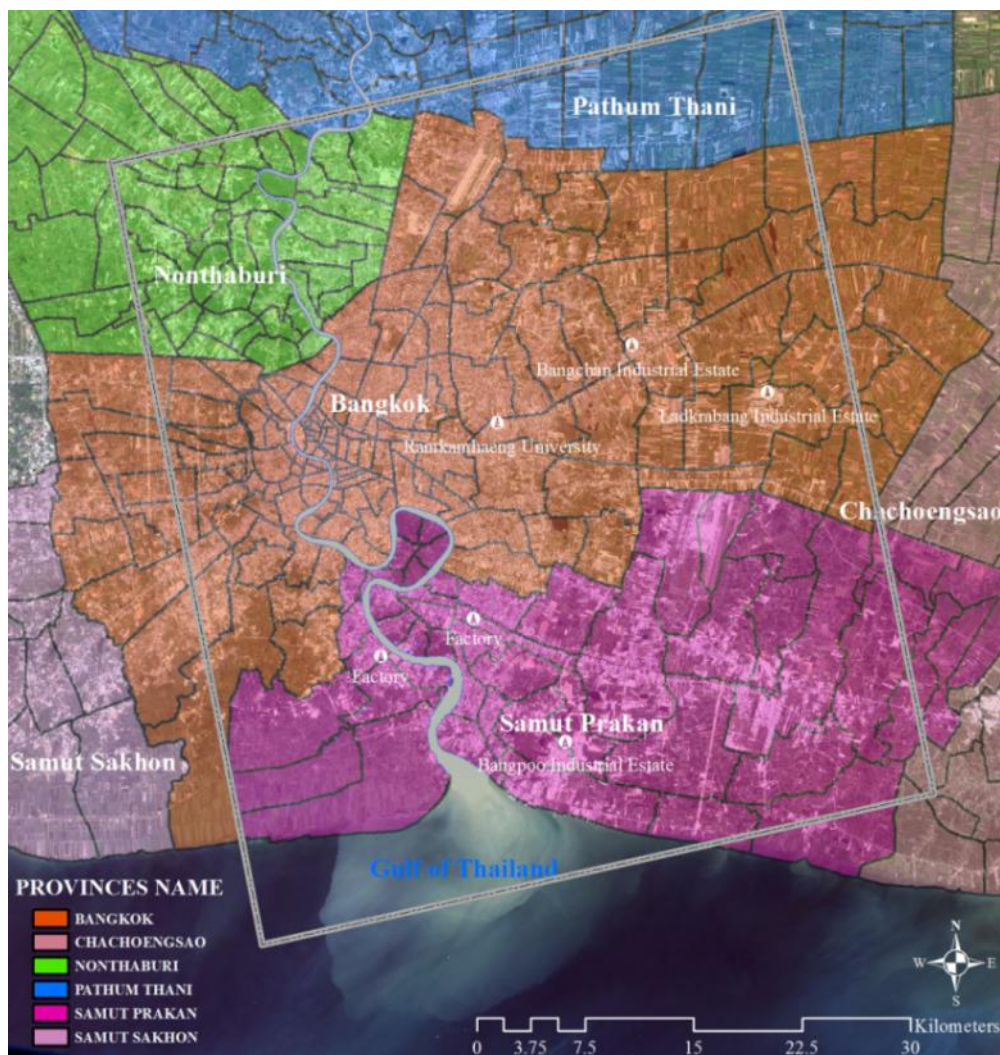 Pathum Thani
Nonthaburi
Bangchan Industrial Estate
Bangkok
Ladkrabang Industrial Estate
Ramkamhaeng University
Chachoengsao
Factory
Factory
Samut Prakan
Samut Sakhon
Bangpoo Industrial Estate
Gulf of Thailand
PROVINCES NAME
BANGKOK
CHACHOENGSAO
NONTHABURI
PATHUM THANI
SAMUT PRAKAN
SAMUT SAKHON
N
W E
S
Kilometers
0 3.75 7.5 15 22.5 30